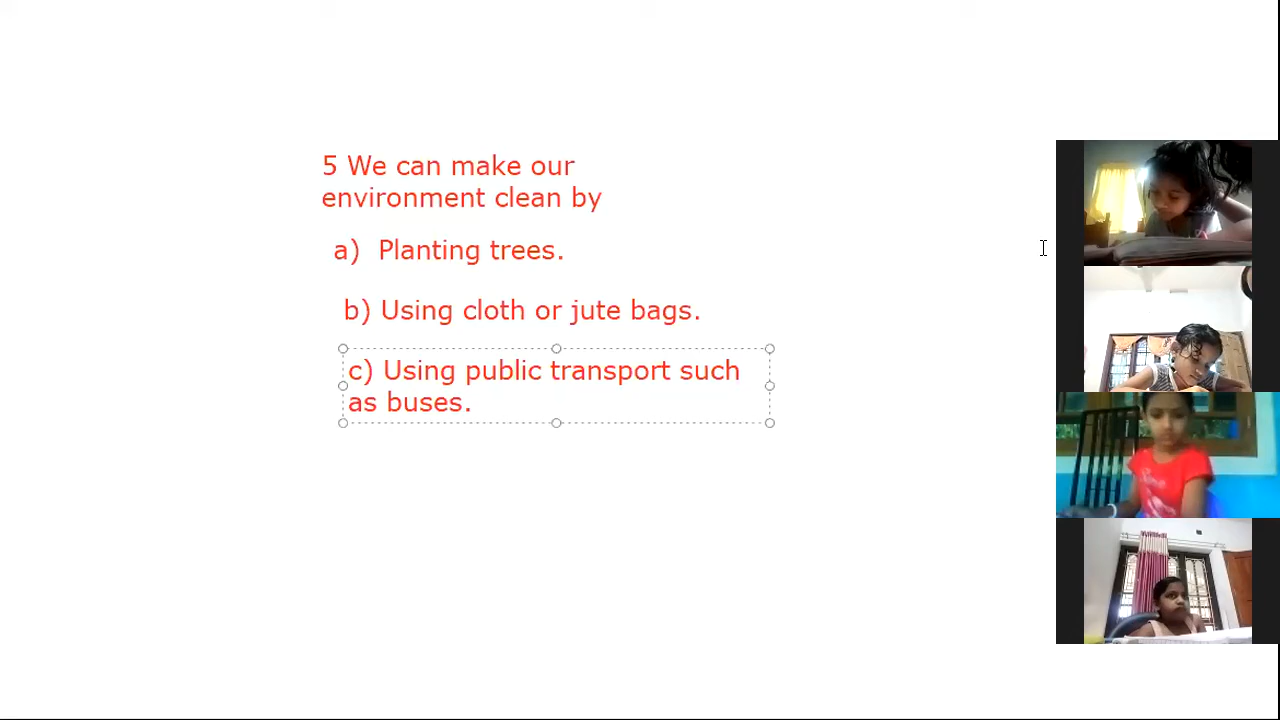 5 We can make our
environment clean by
a) Planting trees.
b) Using cloth or jute bags.
c) Using public transport such
as buses.